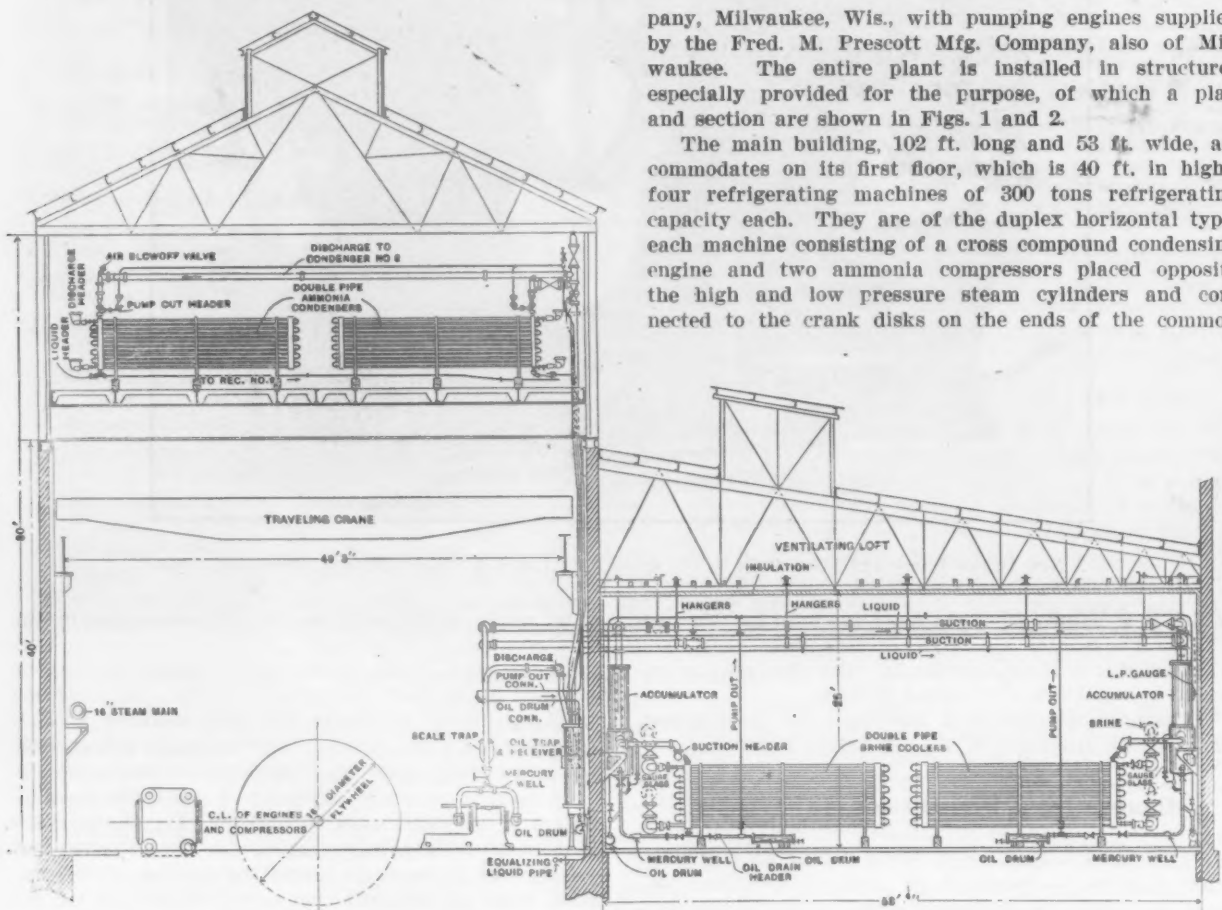 pany, Milwaukee, Wis., with pumping engines supplie
by the Fred. M. Prescott Mfg. Company, also of Mi
waukee. The entire plant is installed in structure
especially provided for the purpose, of which a pla
and section are shown in Figs. 1 and 2.
The main building, 102 ft. long and 53 ft. wide, a
commodates on its first floor, which is 40 ft. in high
four refrigerating machines of 300 tons refrigeratin
capacity each. They are of the duplex horizontal typ
each machine consisting of a cross compound condensin
engine and two ammonia compressors placed opposit
the high and low pressure steam cylinders and con
nected to the crank disks on the ends of the commo
AIR BLOWOFF VALVE
DISCHARGE TO
CONDENSER NO 6
DISCHARGE
HEADER
DOUBLE PIPE
AMMONIA
CONDENSERS
PUMP OUT HEADER
LIQUID
HEADER
TO REC. NO.6
80'
TRAVELING CRANE
49' 5"
40'
VENTILATING LOFT
INSULATION
HANGERS
HANGERS
LIQUID
SUCTION
SUCTION
LIQUID
DISCHARGE
PUMP OUT
CONN.
OIL DRUM
CONN.
ACCUMULATOR
PUMP OUT
25'
PUMP OUT
L.P. GAUGE
ACCUMULATOR
16" STEAM MAIN
SCALE TRAP
OIL TRAP
& RECEIVER
SUCTION HEADER
DOUBLE PIPE
BRINE COOLERS
BRINE
MERCURY
WELL
GAUGE
GLASS
GAUGE
GLASS
C.L. OF ENGINES
AND COMPRESSORS
DIAMETER
FLYWHEEL
OIL DRUM
EQUALIZING
LIQUID PIPE
MERCURY WELL
OIL DRUM
OIL DRAIN
HEADER
OIL DRUM
OIL DRUM
MERCURY WELL